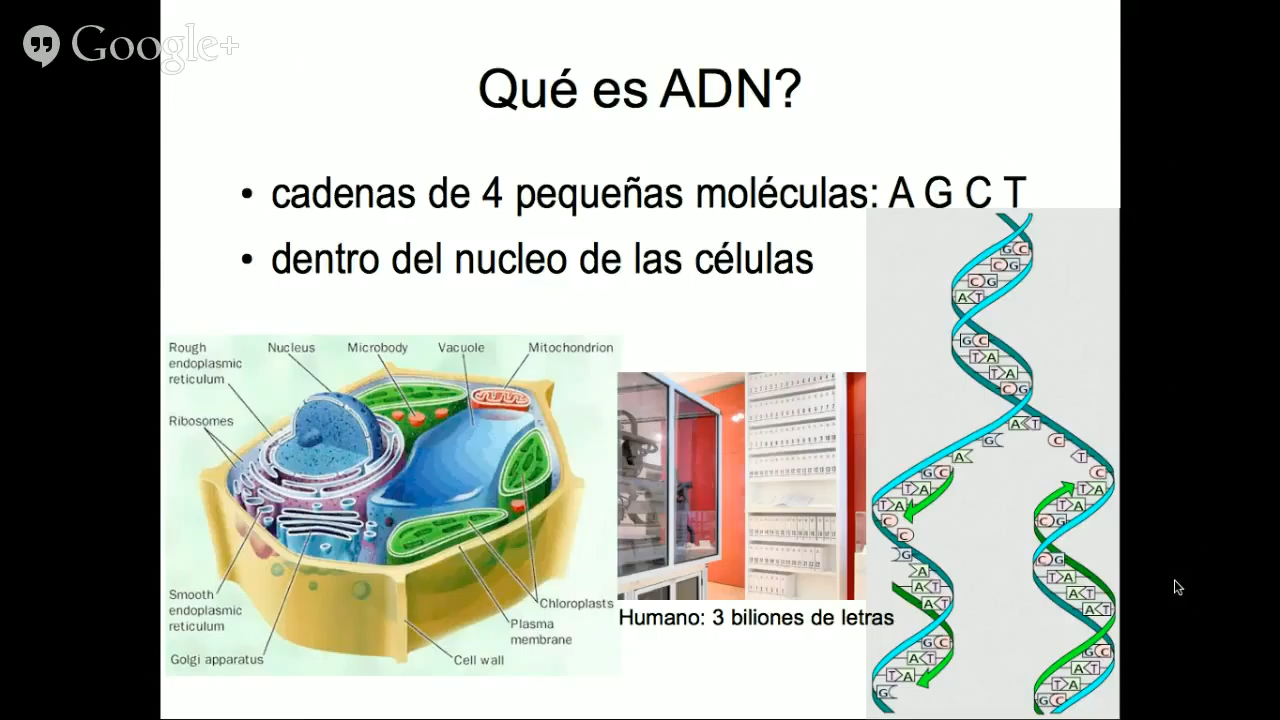 Google+
Qué es ADN?
• cadenas de 4 pequeñas moléculas: A G C T
• dentro del nucleo de las células
Rough
endoplasmic
reticulum
Nucleus
Microbody
Vacuole
Mitochondrion
Ribosomes
Smooth
endoplasmic
reticulum
Golgi apparatus
Chloroplasts
Plasma
membrane
Cell wall
Humano: 3 biliones de letras
G C
C G
C G
A T
G C
T A
T A
C G
A T
G C
A T
G C C
T A T A
T A
C C G
C
G C G
A T A
A T A T
A T A T
G C G C
A T A T
T A T A
G G C